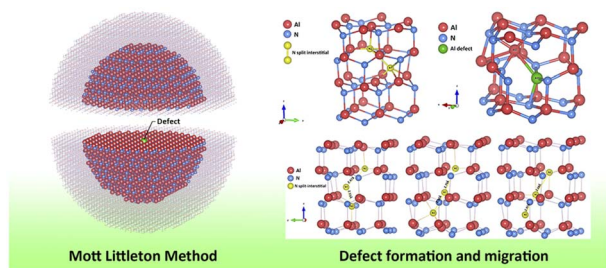 Defect
Mott Littleton Method
Al
N
N split interstitial
Al
N
Al defect
Al
N
N split interstitial
Defect formation and migration